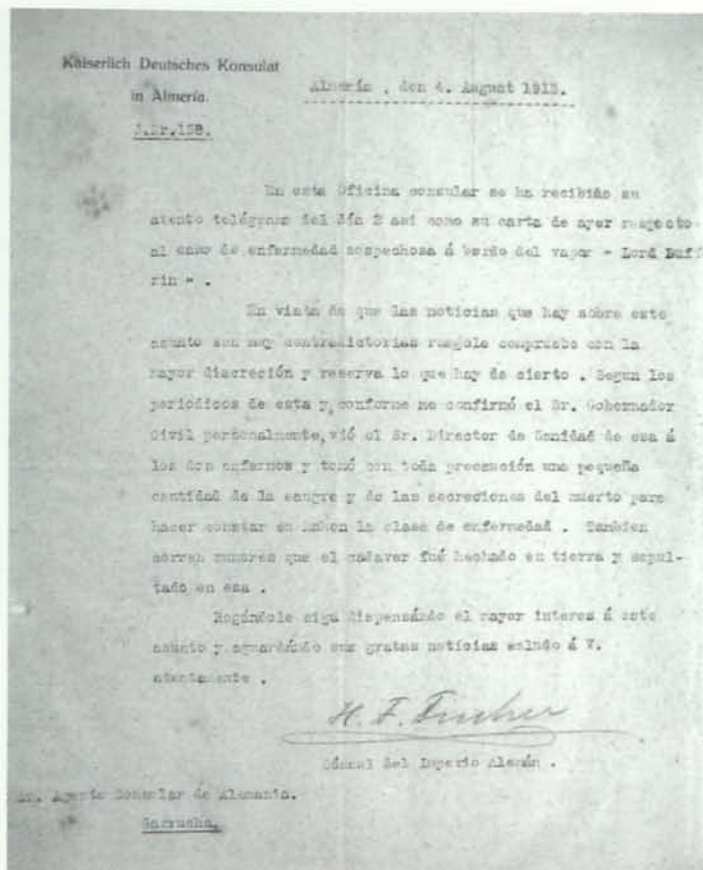 Kaiserlich Deutsches Konsulat
in Almería.
J.Nr.158.
Almería , den 4. August 1913.
En esta Oficina consular se ha recibido su
atento telégrama del día 2 asi como su carta de ayer respecto
al caso de enfermedad sospechosa á bordo del vapor " Lord Duff
rin " .
En vista de que las noticias que hay sobre este
asunto son muy contradictorias ruégole compruebe con la
mayor discreción y reserva lo que hay de cierto . Segun los
periódicos de esta y, conforme me confirmó el Sr. Gobernador
Civil personalmente, vió el Sr. Director de Sanidad de esa á
los dos enfermos y tomó con toda precaución una pequeña
cantidad de la sangre y de las secreciones del muerto para
hacer constar en Mahon la clase de enfermedad . Tambien
corren rumores que el cadaver fué hechado en tierra y sepul-
tado en esa .
Rogándole siga dispensándo el mayor interes á este
asunto y aguardándo sus gratas noticias saludo á V.
atentamente .
H. F. Fischer
Cónsul del Imperio Alemán .
Sr. Agente Consular de Alemania.
Garrucha.